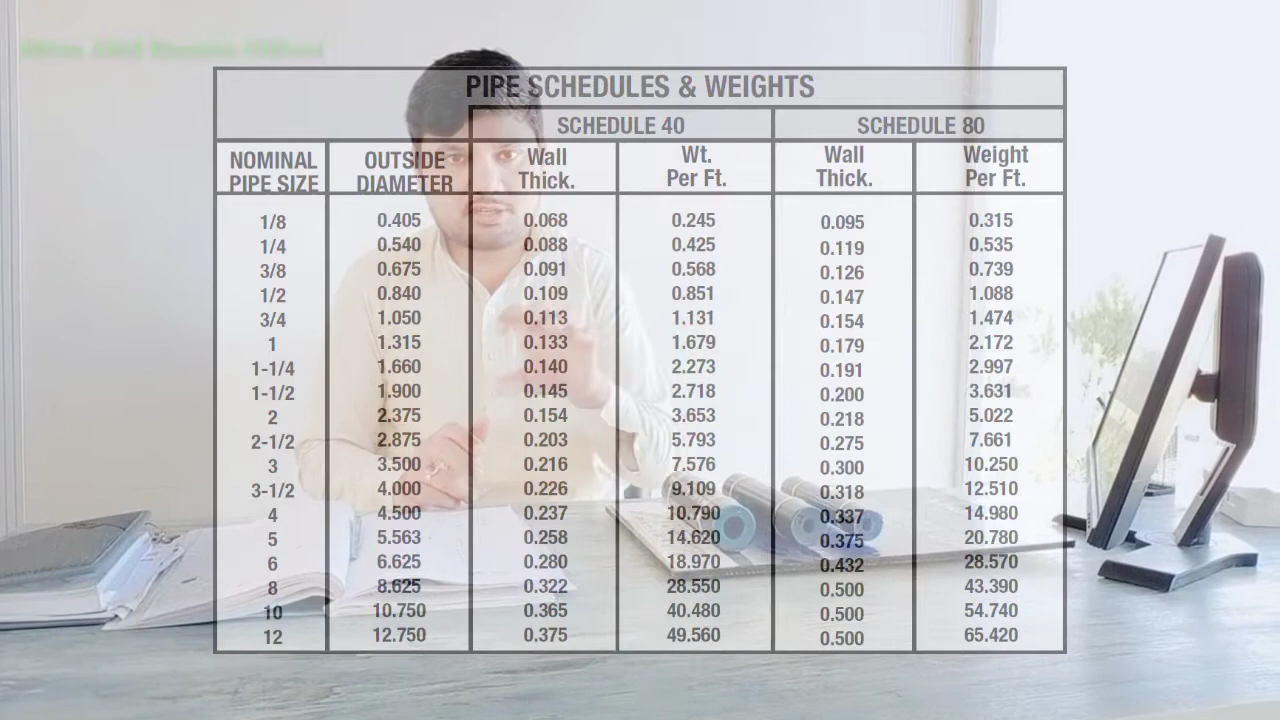 PIPE SCHEDULES & WEIGHTS
SCHEDULE 40 SCHEDULE 80
NOMINAL PIPE SIZE OUTSIDE DIAMETER Wall Thick. Wt. Per Ft. Wall Thick. Weight Per Ft.
1/8 0.405 0.068 0.245 0.095 0.315
1/4 0.540 0.088 0.425 0.119 0.535
3/8 0.675 0.091 0.568 0.126 0.739
1/2 0.840 0.109 0.851 0.147 1.088
3/4 1.050 0.113 1.131 0.154 1.474
1 1.315 0.133 1.679 0.179 2.172
1-1/4 1.660 0.140 2.273 0.191 2.997
1-1/2 1.900 0.145 2.718 0.200 3.631
2 2.375 0.154 3.653 0.218 5.022
2-1/2 2.875 0.203 5.793 0.275 7.661
3 3.500 0.216 7.576 0.300 10.250
3-1/2 4.000 0.226 9.109 0.318 12.510
4 4.500 0.237 10.790 0.337 14.980
5 5.563 0.258 14.620 0.375 20.780
6 6.625 0.280 18.970 0.432 28.570
8 8.625 0.322 28.550 0.500 43.390
10 10.750 0.365 40.480 0.500 54.740
12 12.750 0.375 49.560 0.500 65.420